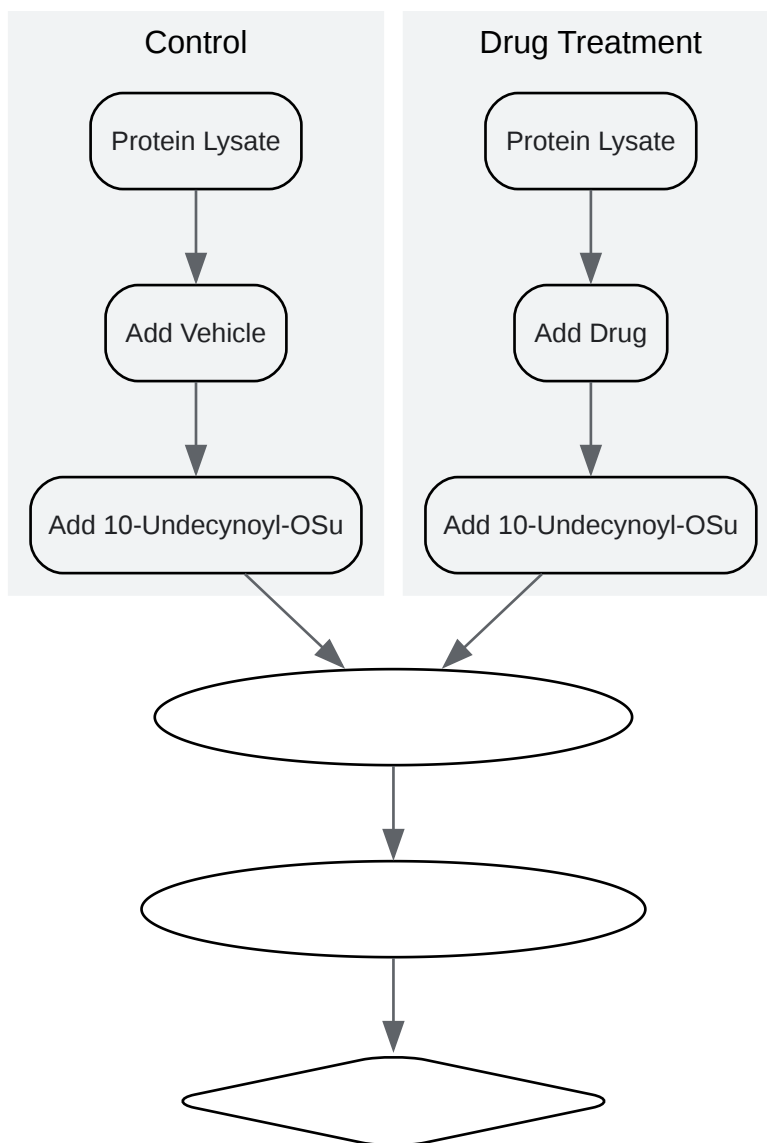 Control
Protein Lysate
Add Vehicle
Add 10-Undecynoyl-OSu
Drug Treatment
Protein Lysate
Add Drug
Add 10-Undecynoyl-OSu